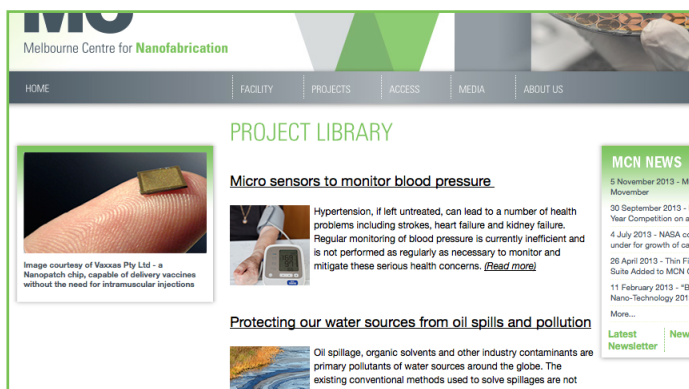 Melbourne Centre for Nanofabrication
HOME
FACILITY
PROJECTS
ACCESS
MEDIA
ABOUT US
PROJECT LIBRARY
Image courtesy of Vaxxas Pty Ltd - a
Nanopatch chip, capable of delivery vaccines
without the need for intramuscular injections
Micro sensors to monitor blood pressure
Hypertension, if left untreated, can lead to a number of health
problems including strokes, heart failure and kidney failure.
Regular monitoring of blood pressure is currently inefficient and
is not performed as regularly as necessary to monitor and
mitigate these serious health concerns. (Read more)
Protecting our water sources from oil spills and pollution
Oil spillage, organic solvents and other industry contaminants are
primary pollutants of water sources around the globe. The
existing conventional methods used to solve spillages are not
MCN NEWS
5 November 2013 - M
Movember
30 September 2013 -
Year Competition on a
4 July 2013 - NASA co
under for growth of ca
26 April 2013 - Thin Fi
Suite Added to MCN
11 February 2013 - "B
Nano-Technology 201
More...
Latest
Newsletter
New